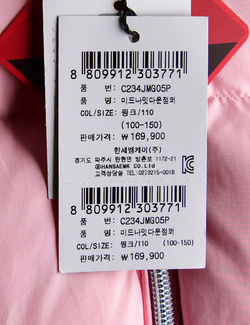 8 809912 303771
품 번: C234JMG05P
품 명: 미드나잇다운점퍼
COL/SIZE: 핑크/110
(100-150)
판매가격: ₩ 169,900
한세엠케이(주)
경기도 파주시 탄현면 방촌로 1172-21
ⓗHANSAEMK CO.,LTD
고객상담실 TEL:02)3215-0018
8 809912 303771
품 번: C234JMG05P
품 명: 미드나잇다운점퍼
COL/SIZE: 핑크/110 (100-150)
판매가격: ₩ 169,900